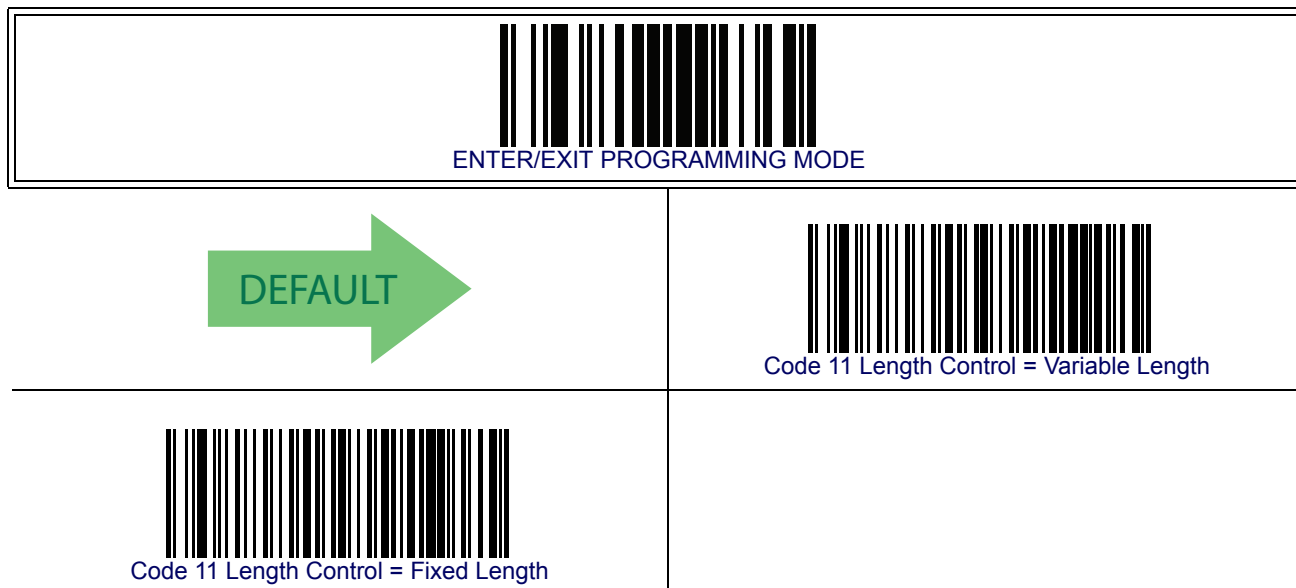 ENTER/EXIT PROGRAMMING MODE
DEFAULT
Code 11 Length Control = Variable Length
Code 11 Length Control = Fixed Length